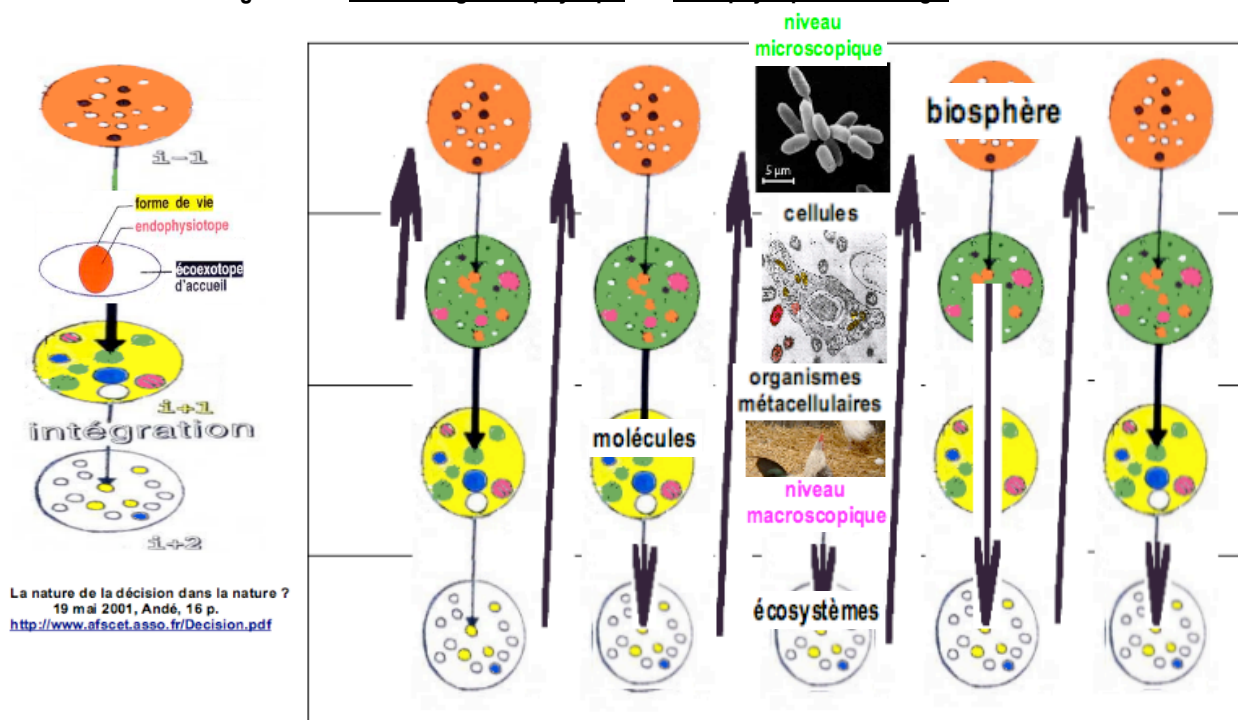 i-1
forme de vie
endophysiotope
écoexotope
d'accueil
i+1
intégration
i+2
La nature de la décision dans la nature ?
19 mai 2001, Andé, 16 p.
http://www.afscet.asso.fr/Decision.pdf
molécules
niveau
microscopique
5 µm
cellules
organismes
métacellulaires
niveau
macroscopique
écosystèmes
biosphère